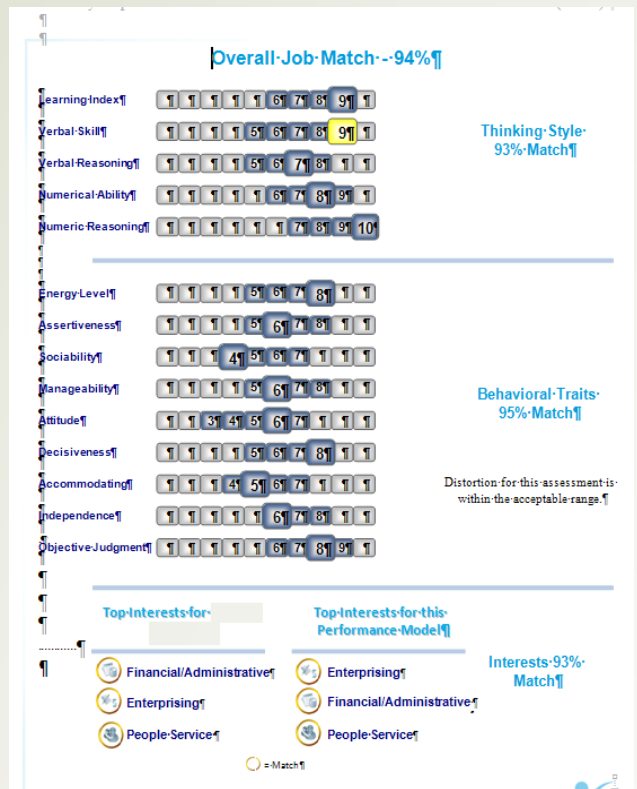 Overall Job Match - 94%¶
Learning Index¶ ¶ ¶ ¶ ¶ ¶ 6¶ 7¶ 8¶ 9¶ ¶
Verbal Skill¶ ¶ ¶ ¶ ¶ 5¶ 6¶ 7¶ 8¶ 9¶ ¶
Thinking Style
93% Match¶
Verbal Reasoning¶ ¶ ¶ ¶ ¶ 5¶ 6¶ 7¶ 8¶ ¶ ¶
Numerical Ability¶ ¶ ¶ ¶ ¶ ¶ 6¶ 7¶ 8¶ 9¶ ¶
Numeric Reasoning¶ ¶ ¶ ¶ ¶ ¶ ¶ 7¶ 8¶ 9¶ 10¶
Energy Level¶ ¶ ¶ ¶ ¶ 5¶ 6¶ 7¶ 8¶ ¶ ¶
Assertiveness¶ ¶ ¶ ¶ ¶ 5¶ 6¶ 7¶ 8¶ ¶ ¶
Sociability¶ ¶ ¶ ¶ 4¶ 5¶ 6¶ 7¶ ¶ ¶ ¶
Manageability¶ ¶ ¶ ¶ ¶ 5¶ 6¶ 7¶ 8¶ ¶ ¶
Behavioral Traits
95% Match¶
Attitude¶ ¶ ¶ 3¶ 4¶ 5¶ 6¶ 7¶ ¶ ¶ ¶
Decisiveness¶ ¶ ¶ ¶ ¶ 5¶ 6¶ 7¶ 8¶ ¶ ¶
Accommodating¶ ¶ ¶ ¶ 4¶ 5¶ 6¶ 7¶ ¶ ¶ ¶
Distortion for this assessment is
within the acceptable range.¶
Independence¶ ¶ ¶ ¶ ¶ ¶ 6¶ 7¶ 8¶ ¶ ¶
Objective Judgment¶ ¶ ¶ ¶ ¶ ¶ 6¶ 7¶ 8¶ 9¶ ¶
Top Interests for
Top Interests for this
Performance Model¶
Financial/Administrative¶
Enterprising¶
People Service¶
Enterprising¶
Financial/Administrative¶
People Service¶
Interests 93%
Match¶
= Match¶